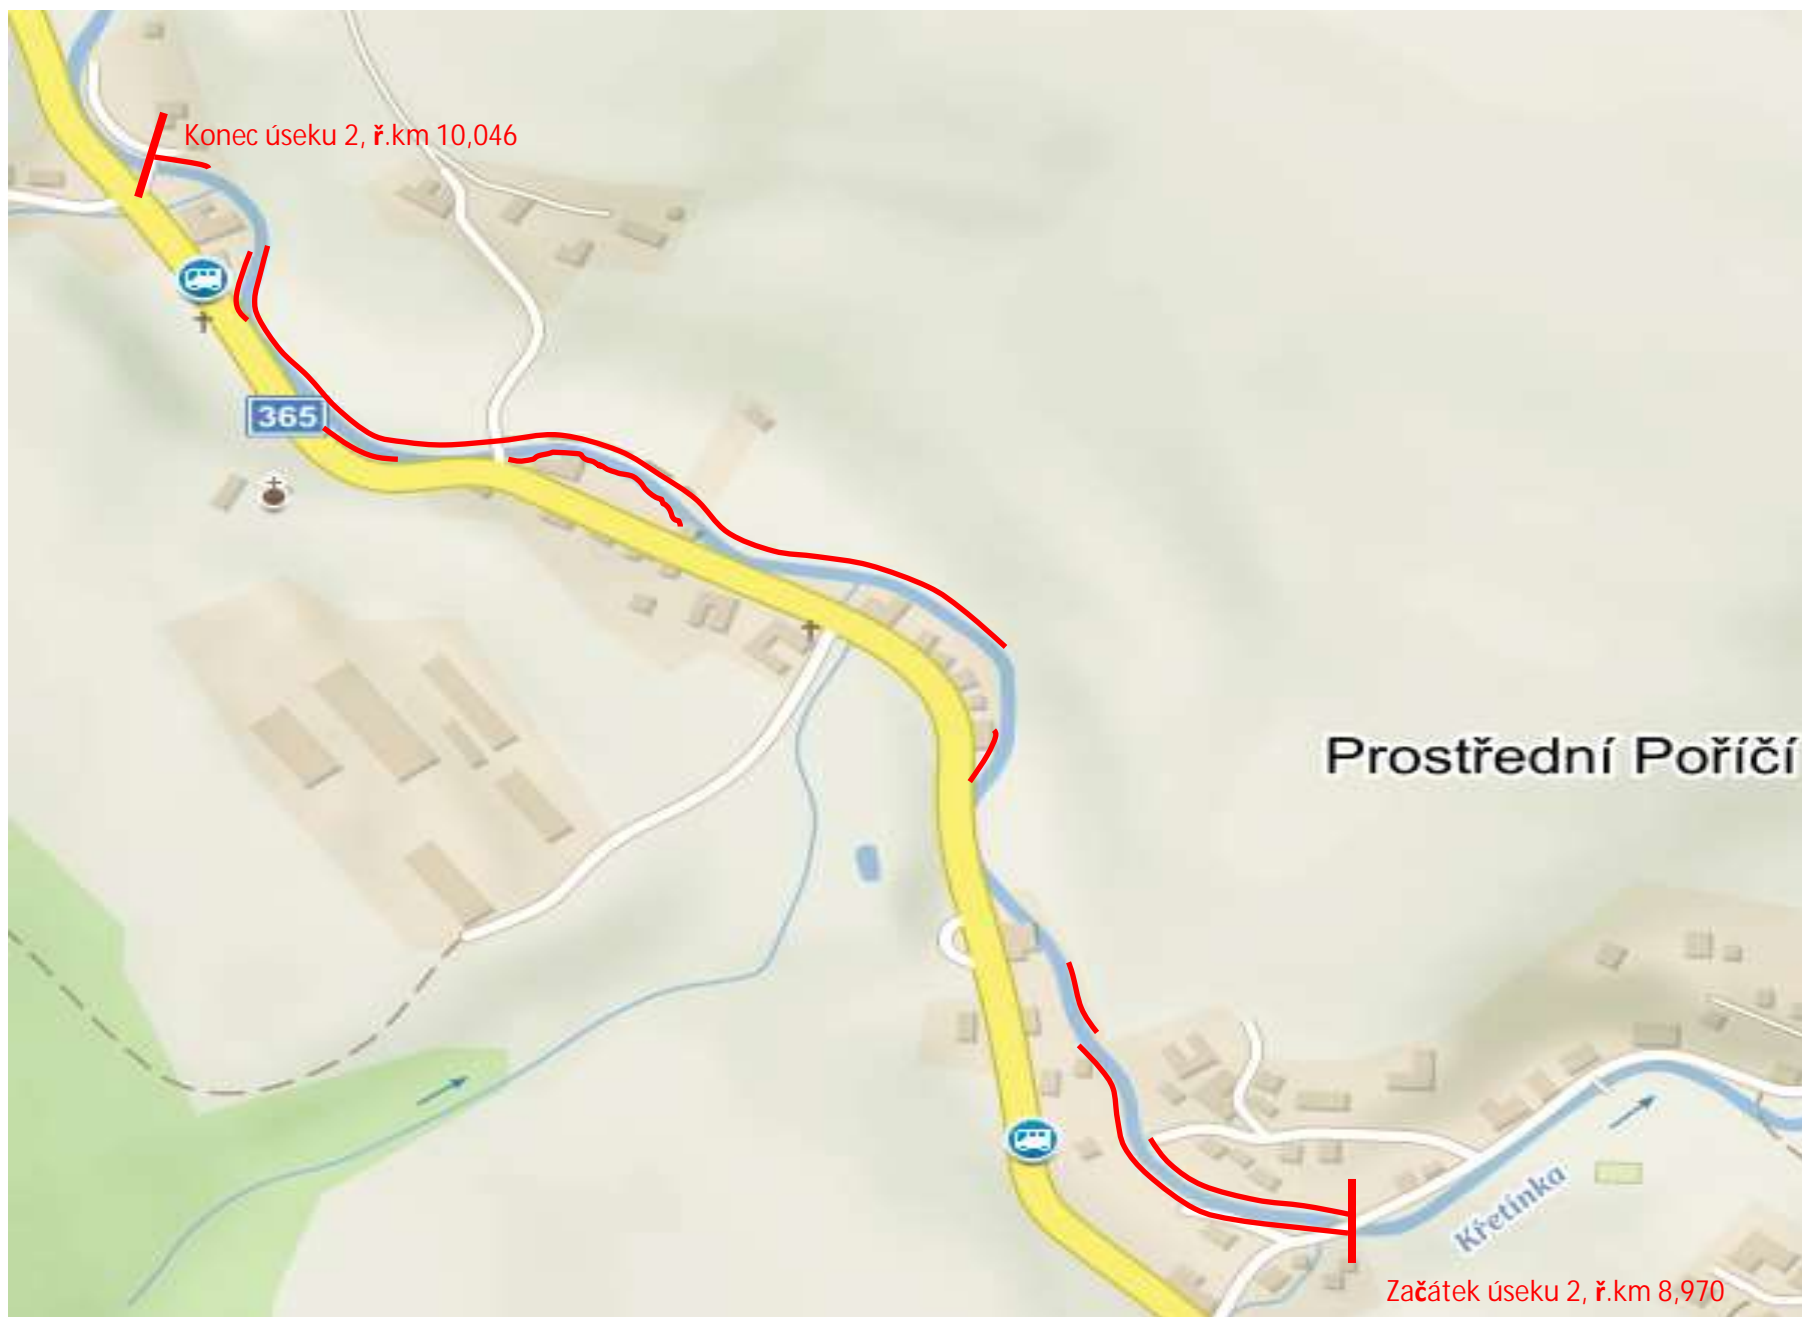 Konec úseku 2, ř.km 10,046
365
Prostřední Poříčí
Křetínka
Začátek úseku 2, ř.km 8,970